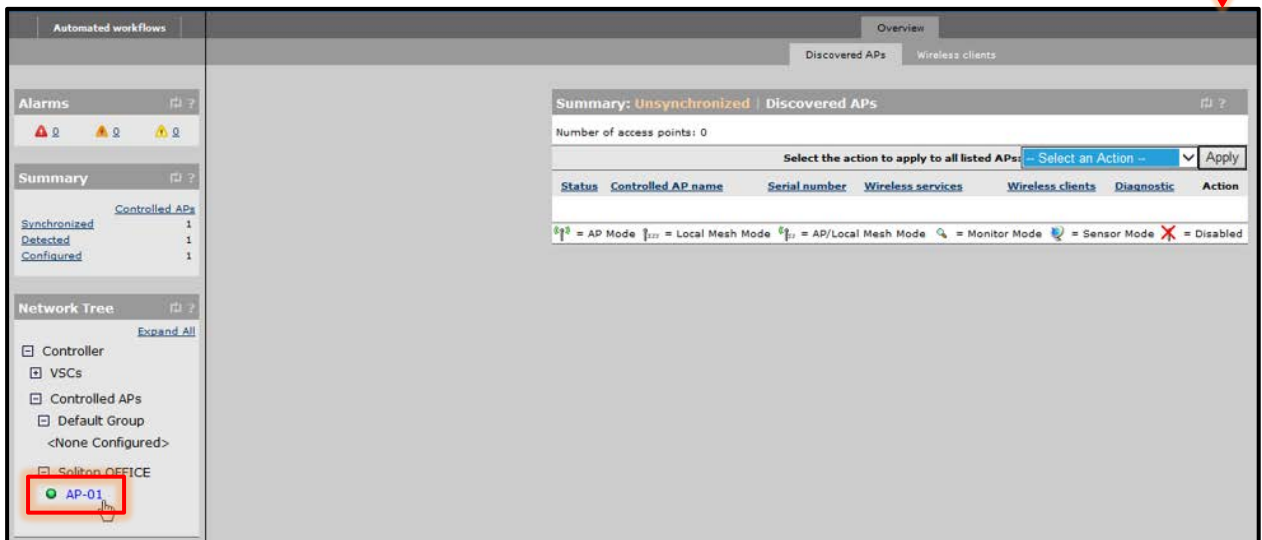 Automated workflows
Overview
Discovered APs Wireless clients
Alarms ?
0 0 0
Summary ?
Controlled APs
Synchronized 1
Detected 1
Configured 1
Network Tree ?
Expand All
Controller
VSCs
Controlled APs
Default Group
<None Configured>
Soliton OFFICE
AP-01
Summary: Unsynchronized | Discovered APs ?
Number of access points: 0
Select the action to apply to all listed APs: -- Select an Action -- Apply
Status Controlled AP name Serial number Wireless services Wireless clients Diagnostic Action
= AP Mode = Local Mesh Mode = AP/Local Mesh Mode = Monitor Mode = Sensor Mode = Disabled